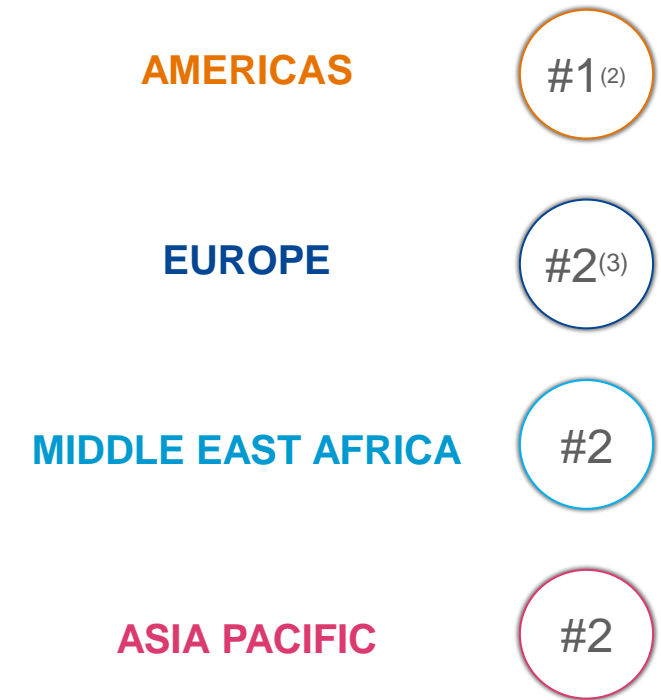 AMERICAS #1(2)
EUROPE #2(3)
MIDDLE EAST AFRICA #2
ASIA PACIFIC #2